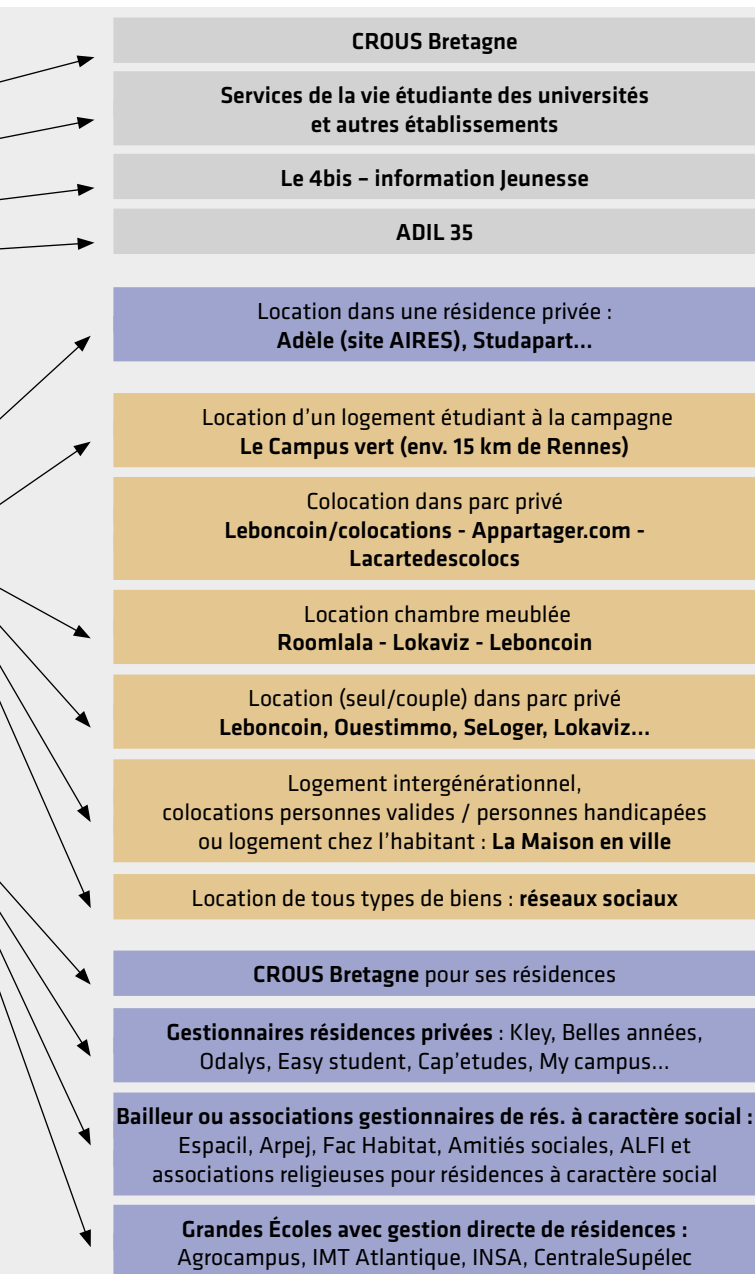 CROUS Bretagne
Services de la vie étudiante des universités
et autres établissements
Le 4bis – information Jeunesse
ADIL 35
Location dans une résidence privée :
Adèle (site AIRES), Studapart...
Location d'un logement étudiant à la campagne
Le Campus vert (env. 15 km de Rennes)
Colocation dans parc privé
Leboncoin/colocations - Appartager.com -
Lacartedescolocs
Location chambre meublée
Roomlala - Lokaviz - Leboncoin
Location (seul/couple) dans parc privé
Leboncoin, Ouestimmo, SeLoger, Lokaviz...
Logement intergénérationnel,
colocations personnes valides / personnes handicapées
ou logement chez l'habitant : La Maison en ville
Location de tous types de biens : réseaux sociaux
CROUS Bretagne pour ses résidences
Gestionnaires résidences privées : Kley, Belles années,
Odalys, Easy student, Cap'etudes, My campus...
Bailleur ou associations gestionnaires de rés. à caractère social :
Espacil, Arpej, Fac Habitat, Amitiés sociales, ALFI et
associations religieuses pour résidences à caractère social
Grandes Écoles avec gestion directe de résidences :
Agrocampus, IMT Atlantique, INSA, CentraleSupélec